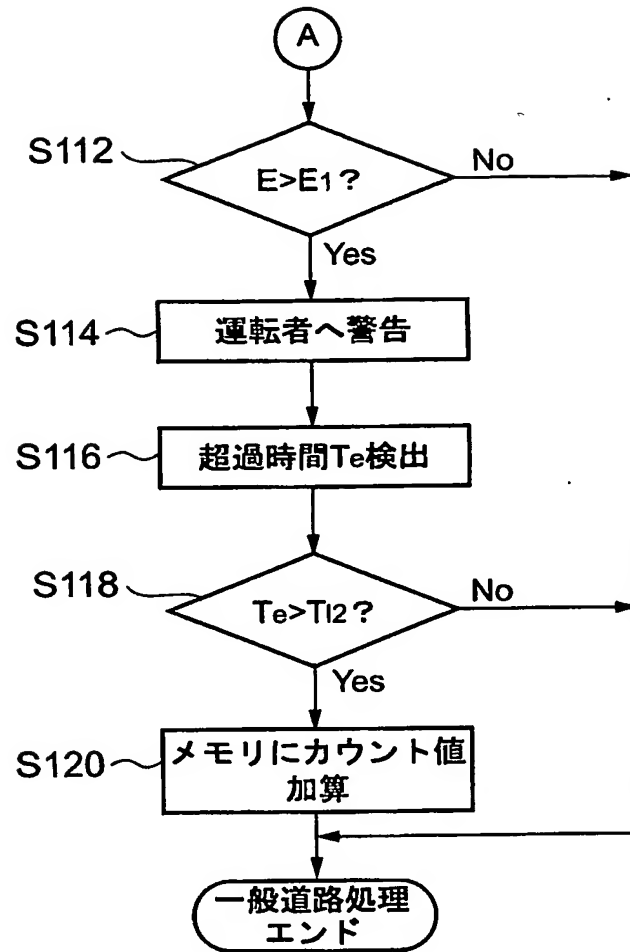 A
S112
E>E1？
No
Yes
S114
運転者へ警告
S116
超過時間Te検出
S118
Te>Tl2？
No
Yes
S120
メモリにカウント値
加算
一般道路処理
エンド